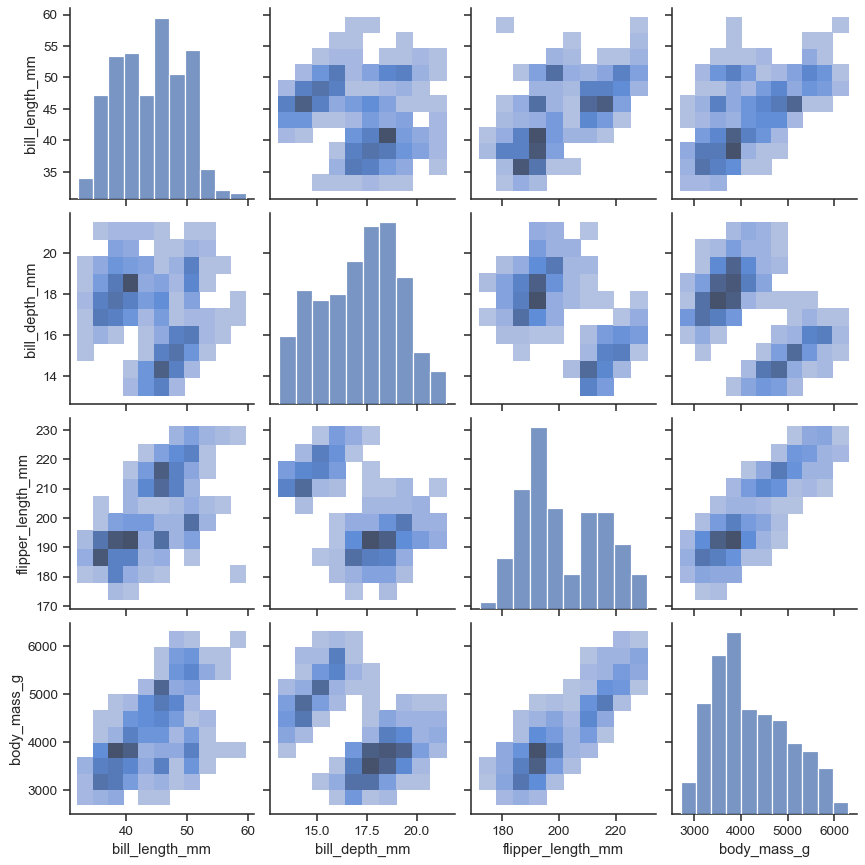 60
55
50
45
40
35
bill_length_mm
20
18
16
14
bill_depth_mm
230
220
210
200
190
180
170
flipper_length_mm
6000
5000
4000
3000
body_mass_g
40 50 60
bill_length_mm
15.0 17.5 20.0
bill_depth_mm
180 200 220
flipper_length_mm
3000 4000 5000 6000
body_mass_g